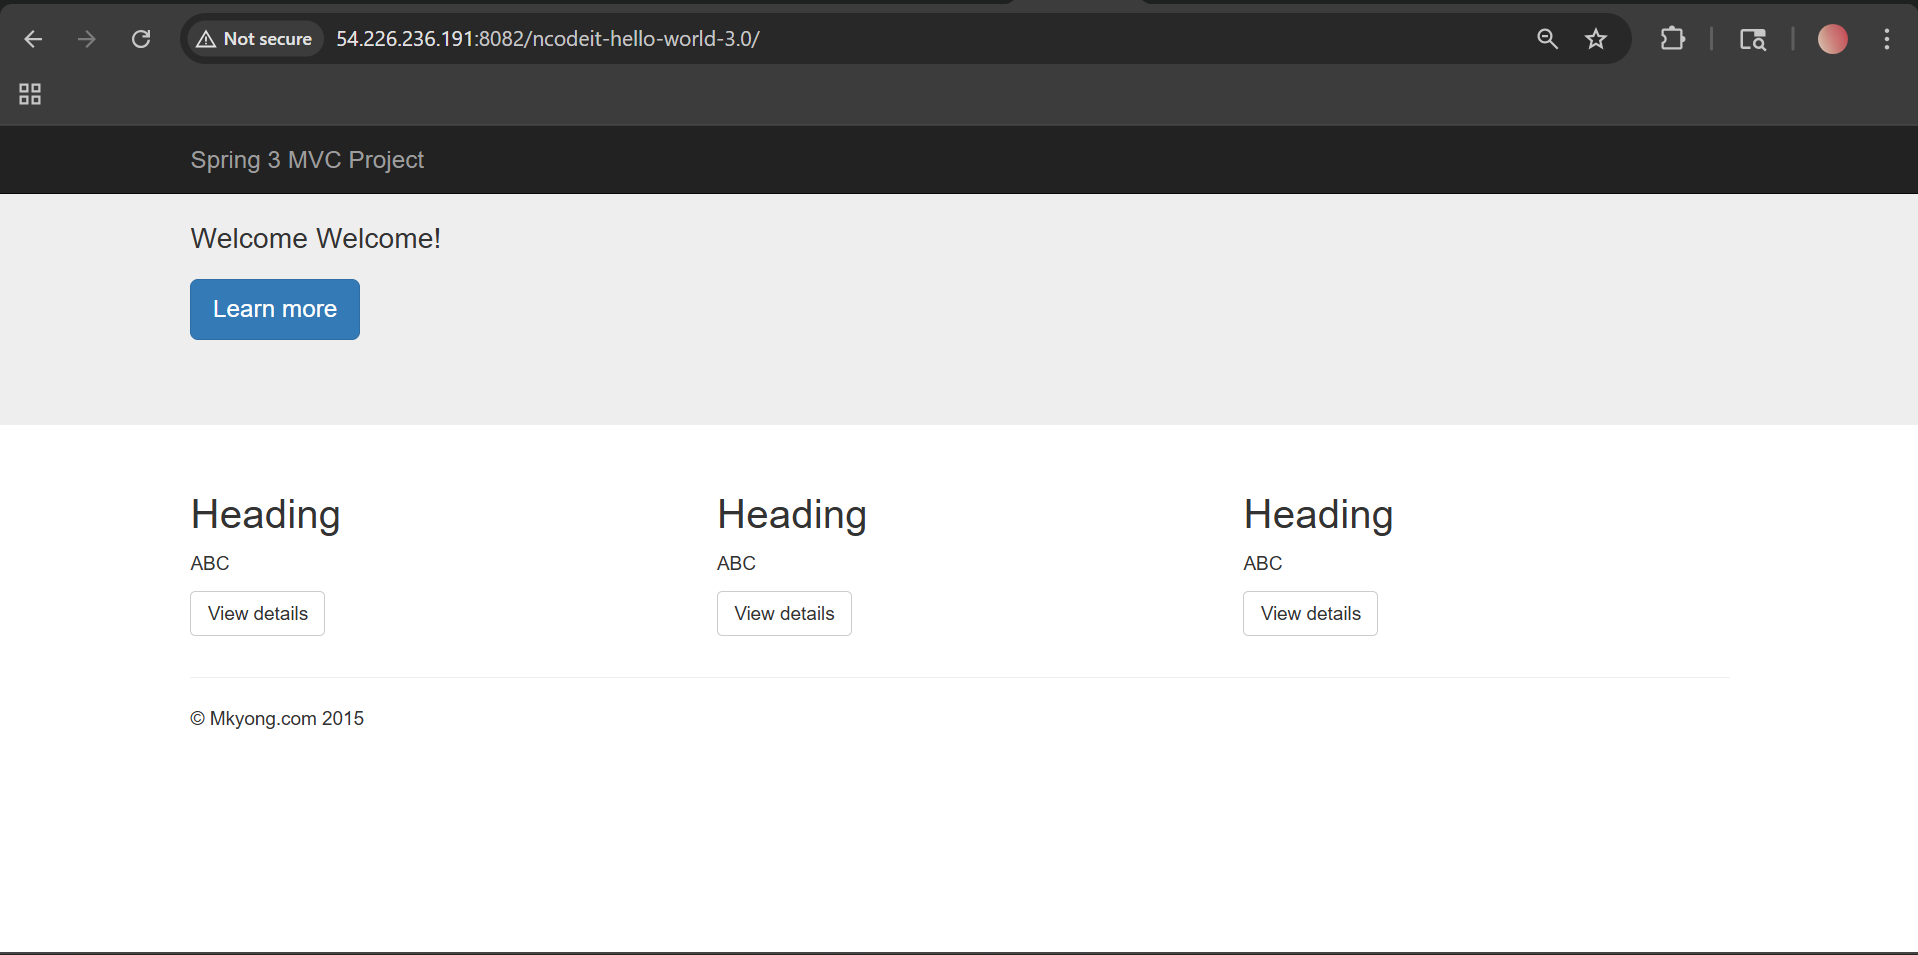 Not secure 54.226.236.191:8082/ncodeit-hello-world-3.0/
Spring 3 MVC Project
Welcome Welcome!
Learn more
Heading Heading Heading
ABC ABC ABC
View details View details View details
© Mkyong.com 2015